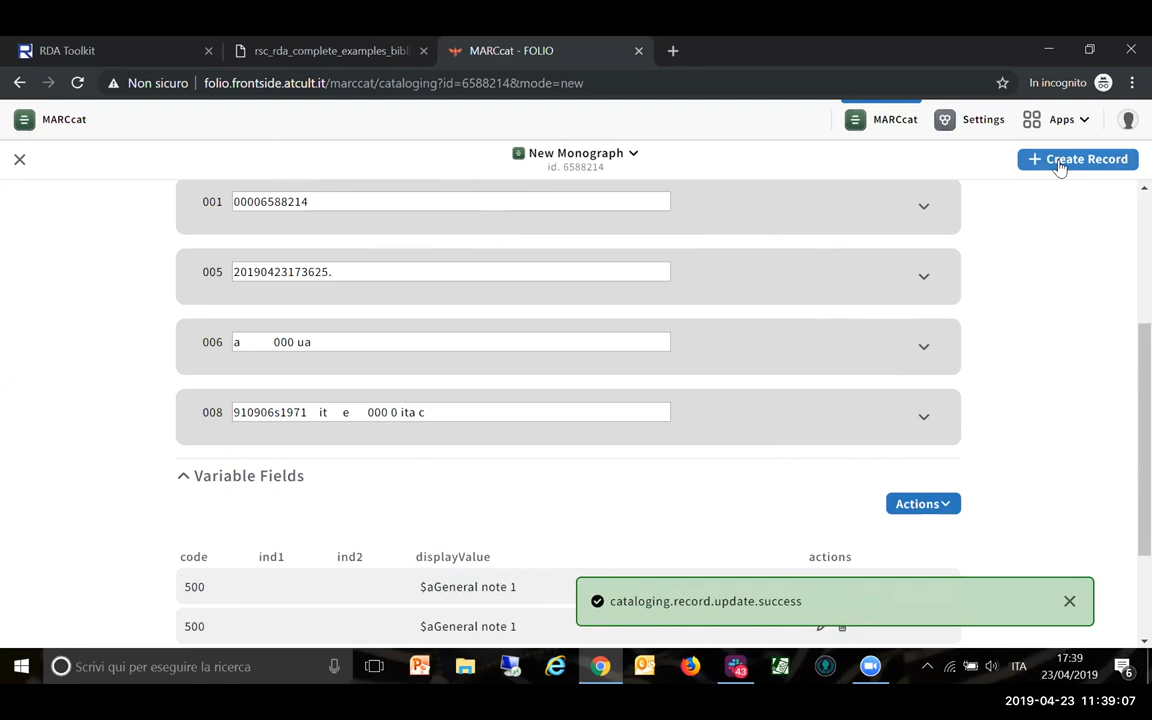 RDA Toolkit
rsc_rda_complete_examples_bibl
MARCcat - FOLIO
Non sicuro
folio.frontside.atcult.it/marccat/cataloging?id=6588214&mode=new
In incognito
MARCcat
MARCcat
Settings
Apps
New Monograph
id. 6588214
+ Create Record
001 00006588214
005 20190423173625.
006 a 000 ua
008 910906s1971 it e 000 0 ita c
Variable Fields
Actions
code ind1 ind2 displayValue actions
500 $aGeneral note 1
cataloging.record.update.success
500 $aGeneral note 1
Scrivi qui per eseguire la ricerca
43
ITA
17:39
23/04/2019
6
2019-04-23 11:39:07